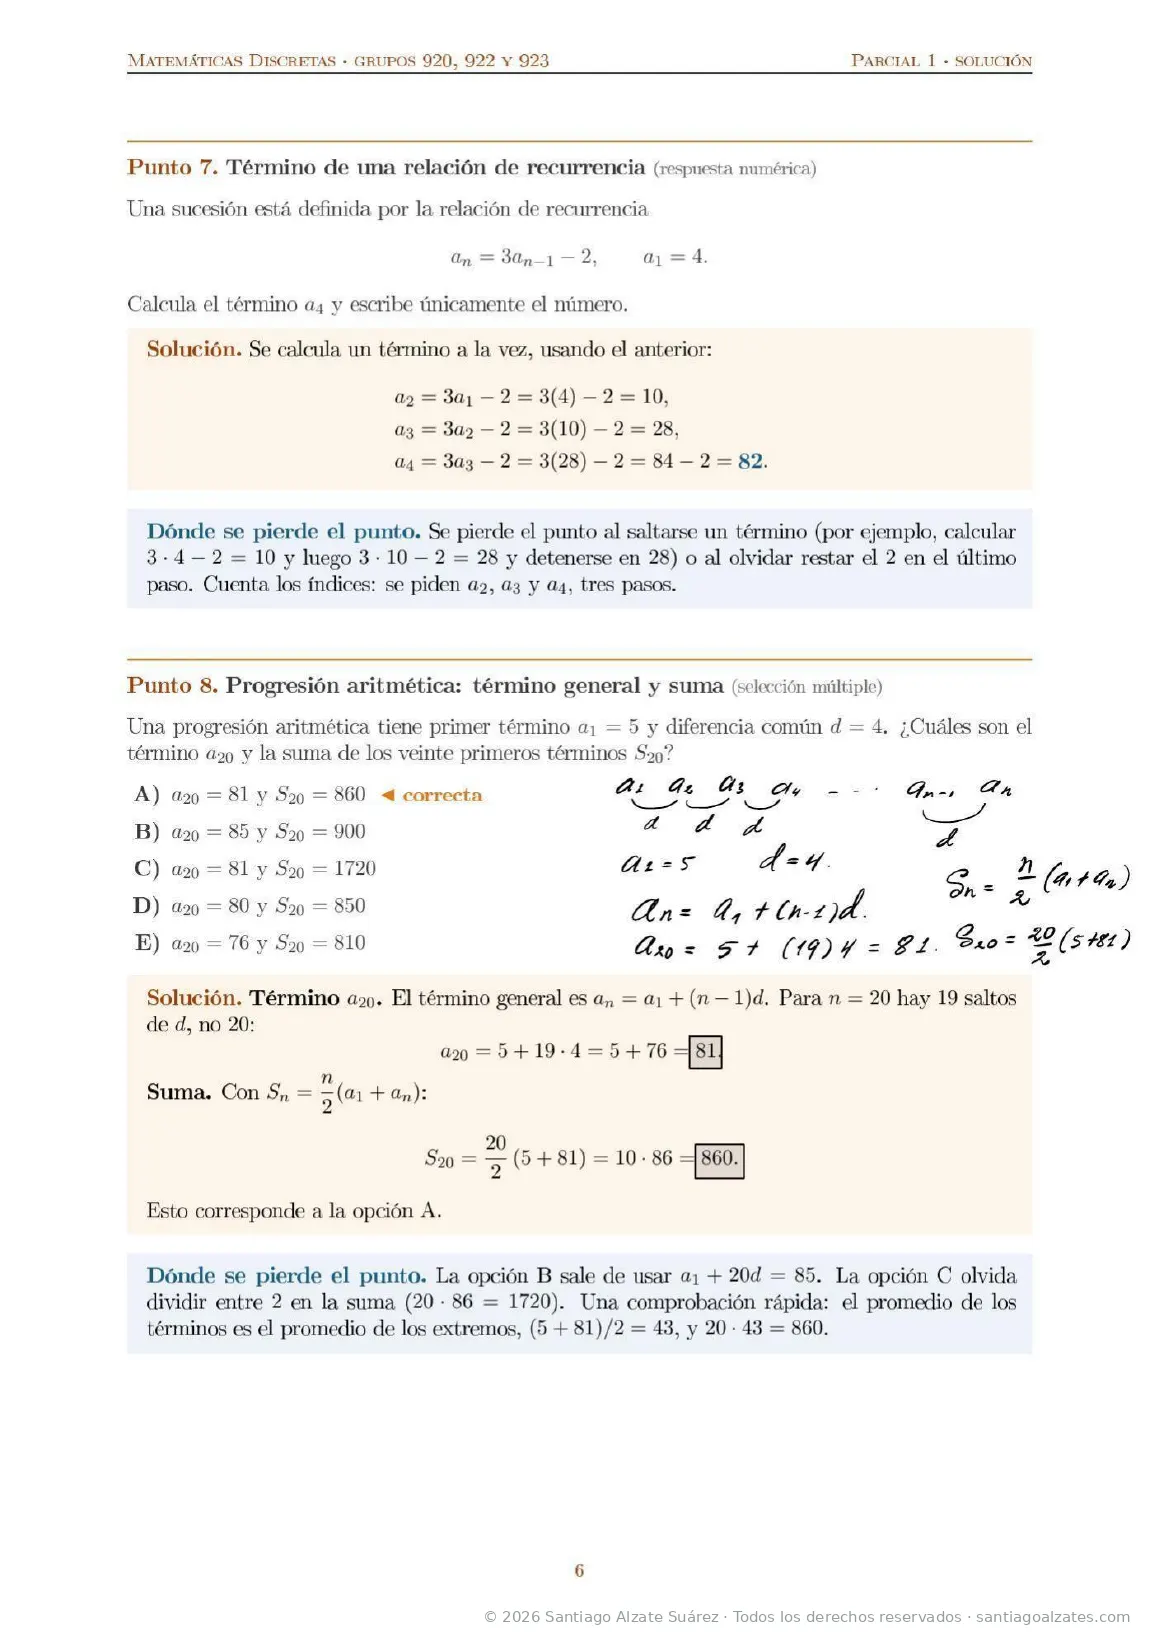 MATEMÁTICAS DISCRETAS · GRUPOS 920, 922 Y 923
PARCIAL 1 · SOLUCIÓN
Punto 7. Término de una relación de recurrencia (respuesta numérica)
Una sucesión está definida por la relación de recurrencia
aₙ = 3aₙ₋₁ − 2, a₁ = 4.
Calcula el término a₄ y escribe únicamente el número.
Solución. Se calcula un término a la vez, usando el anterior:
a₂ = 3a₁ − 2 = 3(4) − 2 = 10,
a₃ = 3a₂ − 2 = 3(10) − 2 = 28,
a₄ = 3a₃ − 2 = 3(28) − 2 = 84 − 2 = 82.
Dónde se pierde el punto. Se pierde el punto al saltarse un término (por ejemplo, calcular
3 · 4 − 2 = 10 y luego 3 · 10 − 2 = 28 y detenerse en 28) o al olvidar restar el 2 en el último
paso. Cuenta los índices: se piden a₂, a₃ y a₄, tres pasos.
Punto 8. Progresión aritmética: término general y suma (selección múltiple)
Una progresión aritmética tiene primer término a₁ = 5 y diferencia común d = 4. ¿Cuáles son el
término a₂₀ y la suma de los veinte primeros términos S₂₀?
A) a₂₀ = 81 y S₂₀ = 860 ◄ correcta
B) a₂₀ = 85 y S₂₀ = 900
C) a₂₀ = 81 y S₂₀ = 1720
D) a₂₀ = 80 y S₂₀ = 850
E) a₂₀ = 76 y S₂₀ = 810
a₁ a₂ a₃ a₄ - - · aₙ₋₁ aₙ
d d d d
a₁ = 5 d = 4.
Sₙ = n/2 (a₁ + aₙ)
aₙ = a₁ + (n-1)d.
a₂₀ = 5 + (19)4 = 81. S₂₀ = 20/2 (5+81)
Solución. Término a₂₀. El término general es aₙ = a₁ + (n − 1)d. Para n = 20 hay 19 saltos
de d, no 20:
a₂₀ = 5 + 19 · 4 = 5 + 76 = 81.
Suma. Con Sₙ = n/2 (a₁ + aₙ):
S₂₀ = 20/2 (5 + 81) = 10 · 86 = 860.
Esto corresponde a la opción A.
Dónde se pierde el punto. La opción B sale de usar a₁ + 20d = 85. La opción C olvida
dividir entre 2 en la suma (20 · 86 = 1720). Una comprobación rápida: el promedio de los
términos es el promedio de los extremos, (5 + 81)/2 = 43, y 20 · 43 = 860.
6
© 2026 Santiago Alzate Suárez · Todos los derechos reservados · santiagoalzates.com